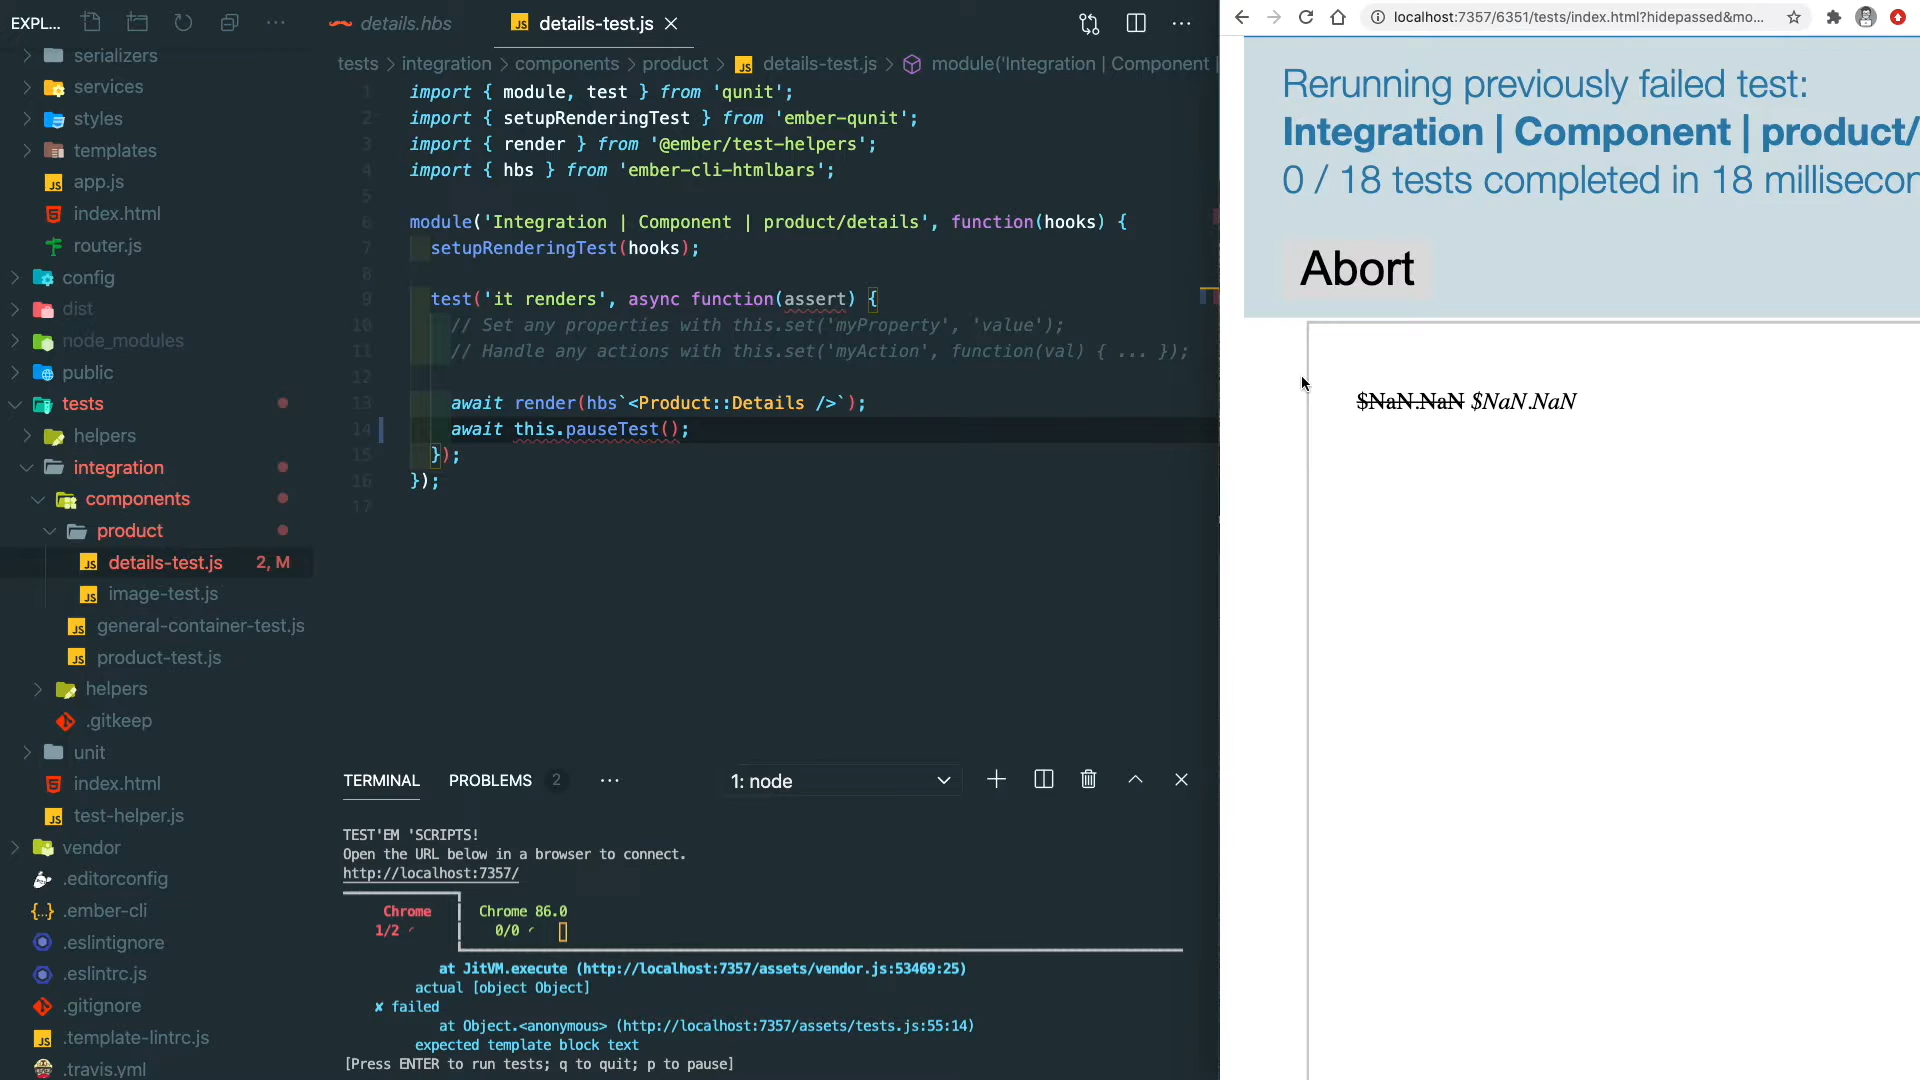 EXPL...
serializers
services
styles
templates
app.js
index.html
router.js
config
dist
node_modules
public
tests
helpers
integration
components
product
details-test.js 2, M
image-test.js
general-container-test.js
product-test.js
helpers
.gitkeep
unit
index.html
test-helper.js
vendor
.editorconfig
.ember-cli
.eslintignore
.eslintrc.js
.gitignore
.template-lintrc.js
.travis.yml
details.hbs
details-test.js
tests > integration > components > product > details-test.js > module('Integration | Component |
1 import { module, test } from 'qunit';
2 import { setupRenderingTest } from 'ember-qunit';
3 import { render } from '@ember/test-helpers';
4 import { hbs } from 'ember-cli-htmlbars';
5
6 module('Integration | Component | product/details', function(hooks) {
7 setupRenderingTest(hooks);
8
9 test('it renders', async function(assert) {
10 // Set any properties with this.set('myProperty', 'value');
11 // Handle any actions with this.set('myAction', function(val) { ... });
12
13 await render(hbs`<Product::Details />`);
14 await this.pauseTest();
15 });
16 });
17
TERMINAL PROBLEMS 2 ... 1: node
TEST'EM 'SCRIPTS!
Open the URL below in a browser to connect.
http://localhost:7357/
Chrome Chrome 86.0
1/2 0/0
at JitVM.execute (http://localhost:7357/assets/vendor.js:53469:25)
actual [object Object]
✘ failed
at Object.<anonymous> (http://localhost:7357/assets/tests.js:55:14)
expected template block text
[Press ENTER to run tests; q to quit; p to pause]
localhost:7357/6351/tests/index.html?hidepassed&mo...
Rerunning previously failed test:
Integration | Component | product/
0 / 18 tests completed in 18 millisecon
Abort
$NaN.NaN $NaN.NaN